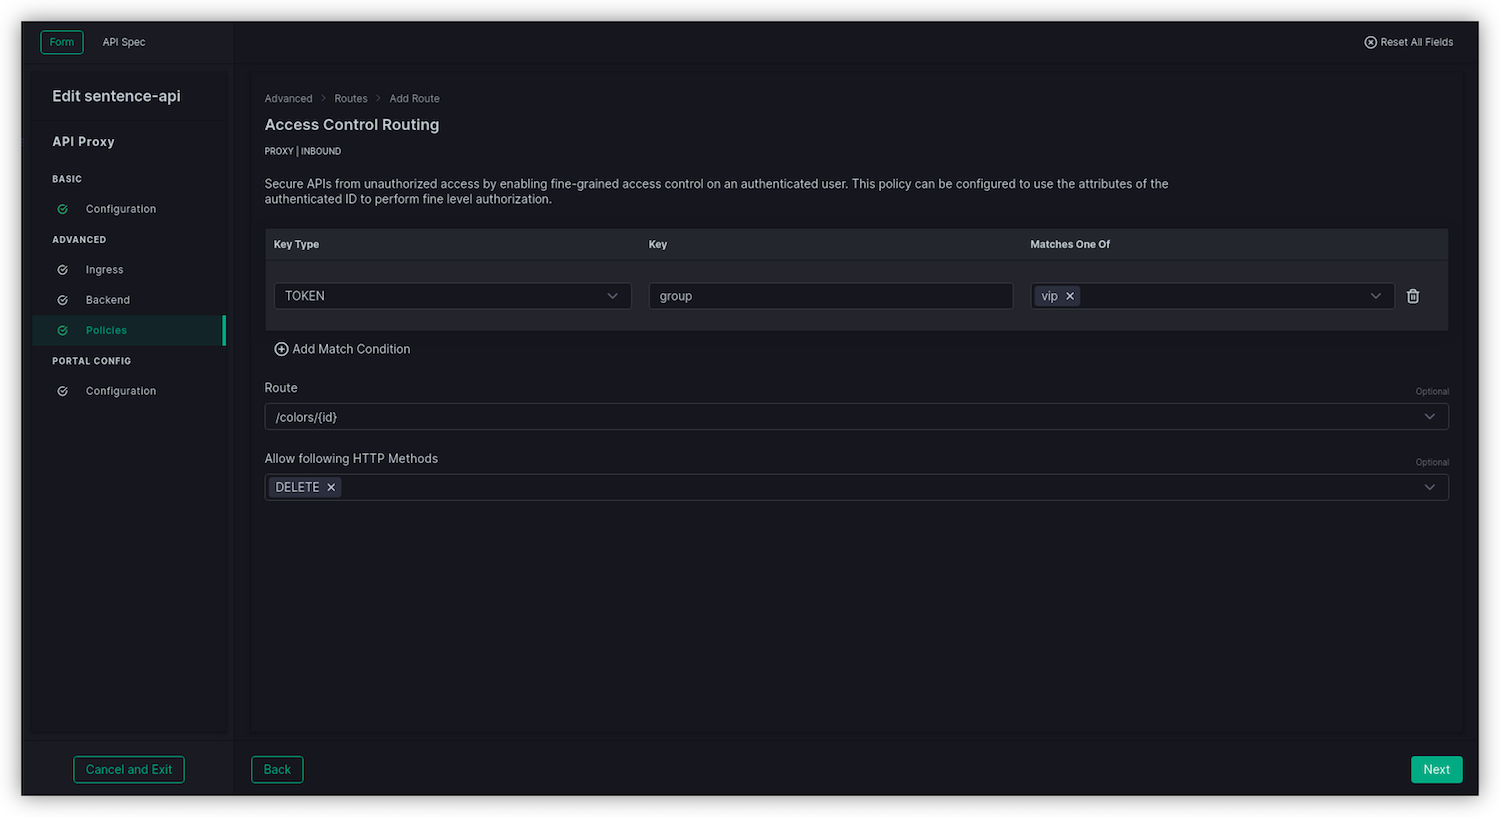 Form
API Spec
Reset All Fields
Edit sentence-api
API Proxy
BASIC
Configuration
ADVANCED
Ingress
Backend
Policies
PORTAL CONFIG
Configuration
Cancel and Exit
Advanced > Routes > Add Route
Access Control Routing
PROXY | INBOUND
Secure APIs from unauthorized access by enabling fine-grained access control on an authenticated user. This policy can be configured to use the attributes of the
authenticated ID to perform fine level authorization.
Key Type Key Matches One Of
TOKEN group vip
Add Match Condition
Route
Optional
/colors/{id}
Allow following HTTP Methods
Optional
DELETE
Back
Next